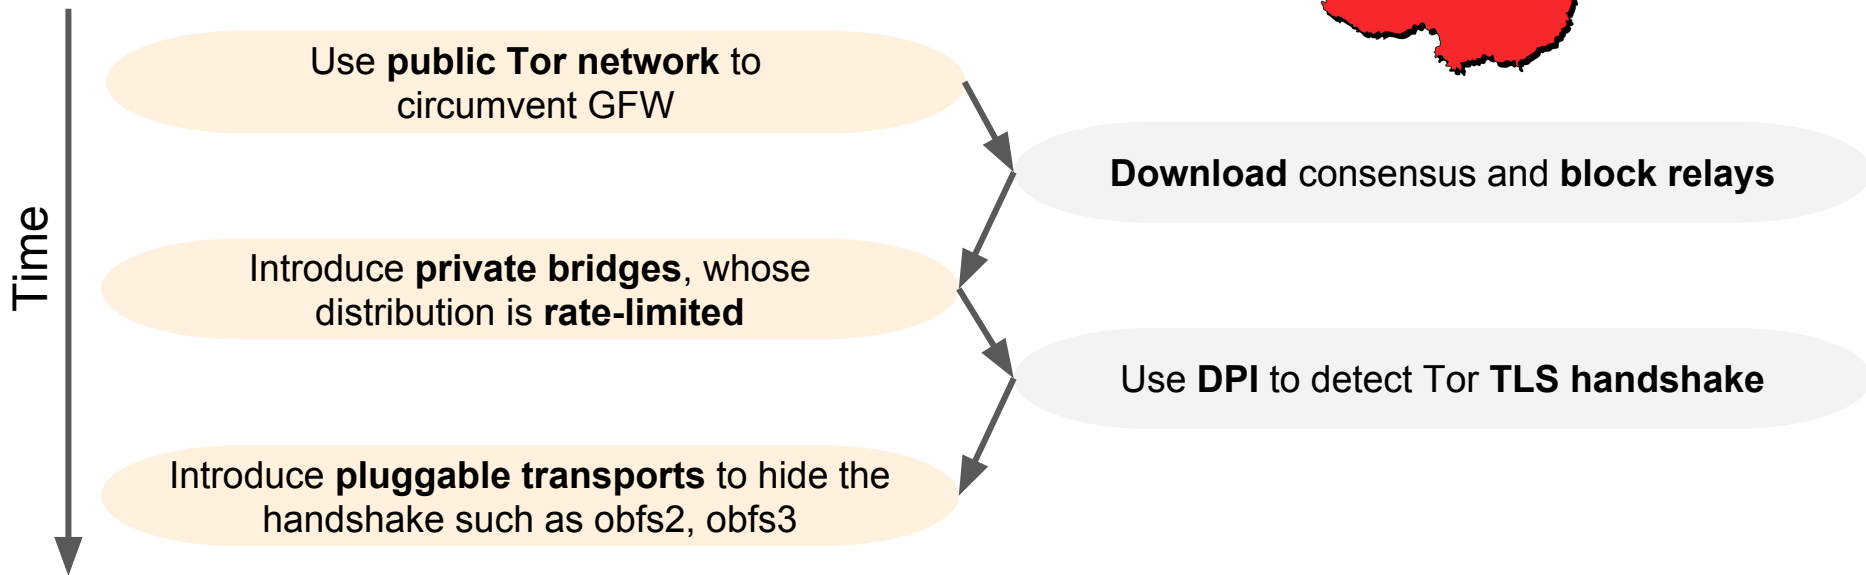 Time
Use public Tor network to
circumvent GFW
Download consensus and block relays
Introduce private bridges, whose
distribution is rate-limited
Use DPI to detect Tor TLS handshake
Introduce pluggable transports to hide the
handshake such as obfs2, obfs3